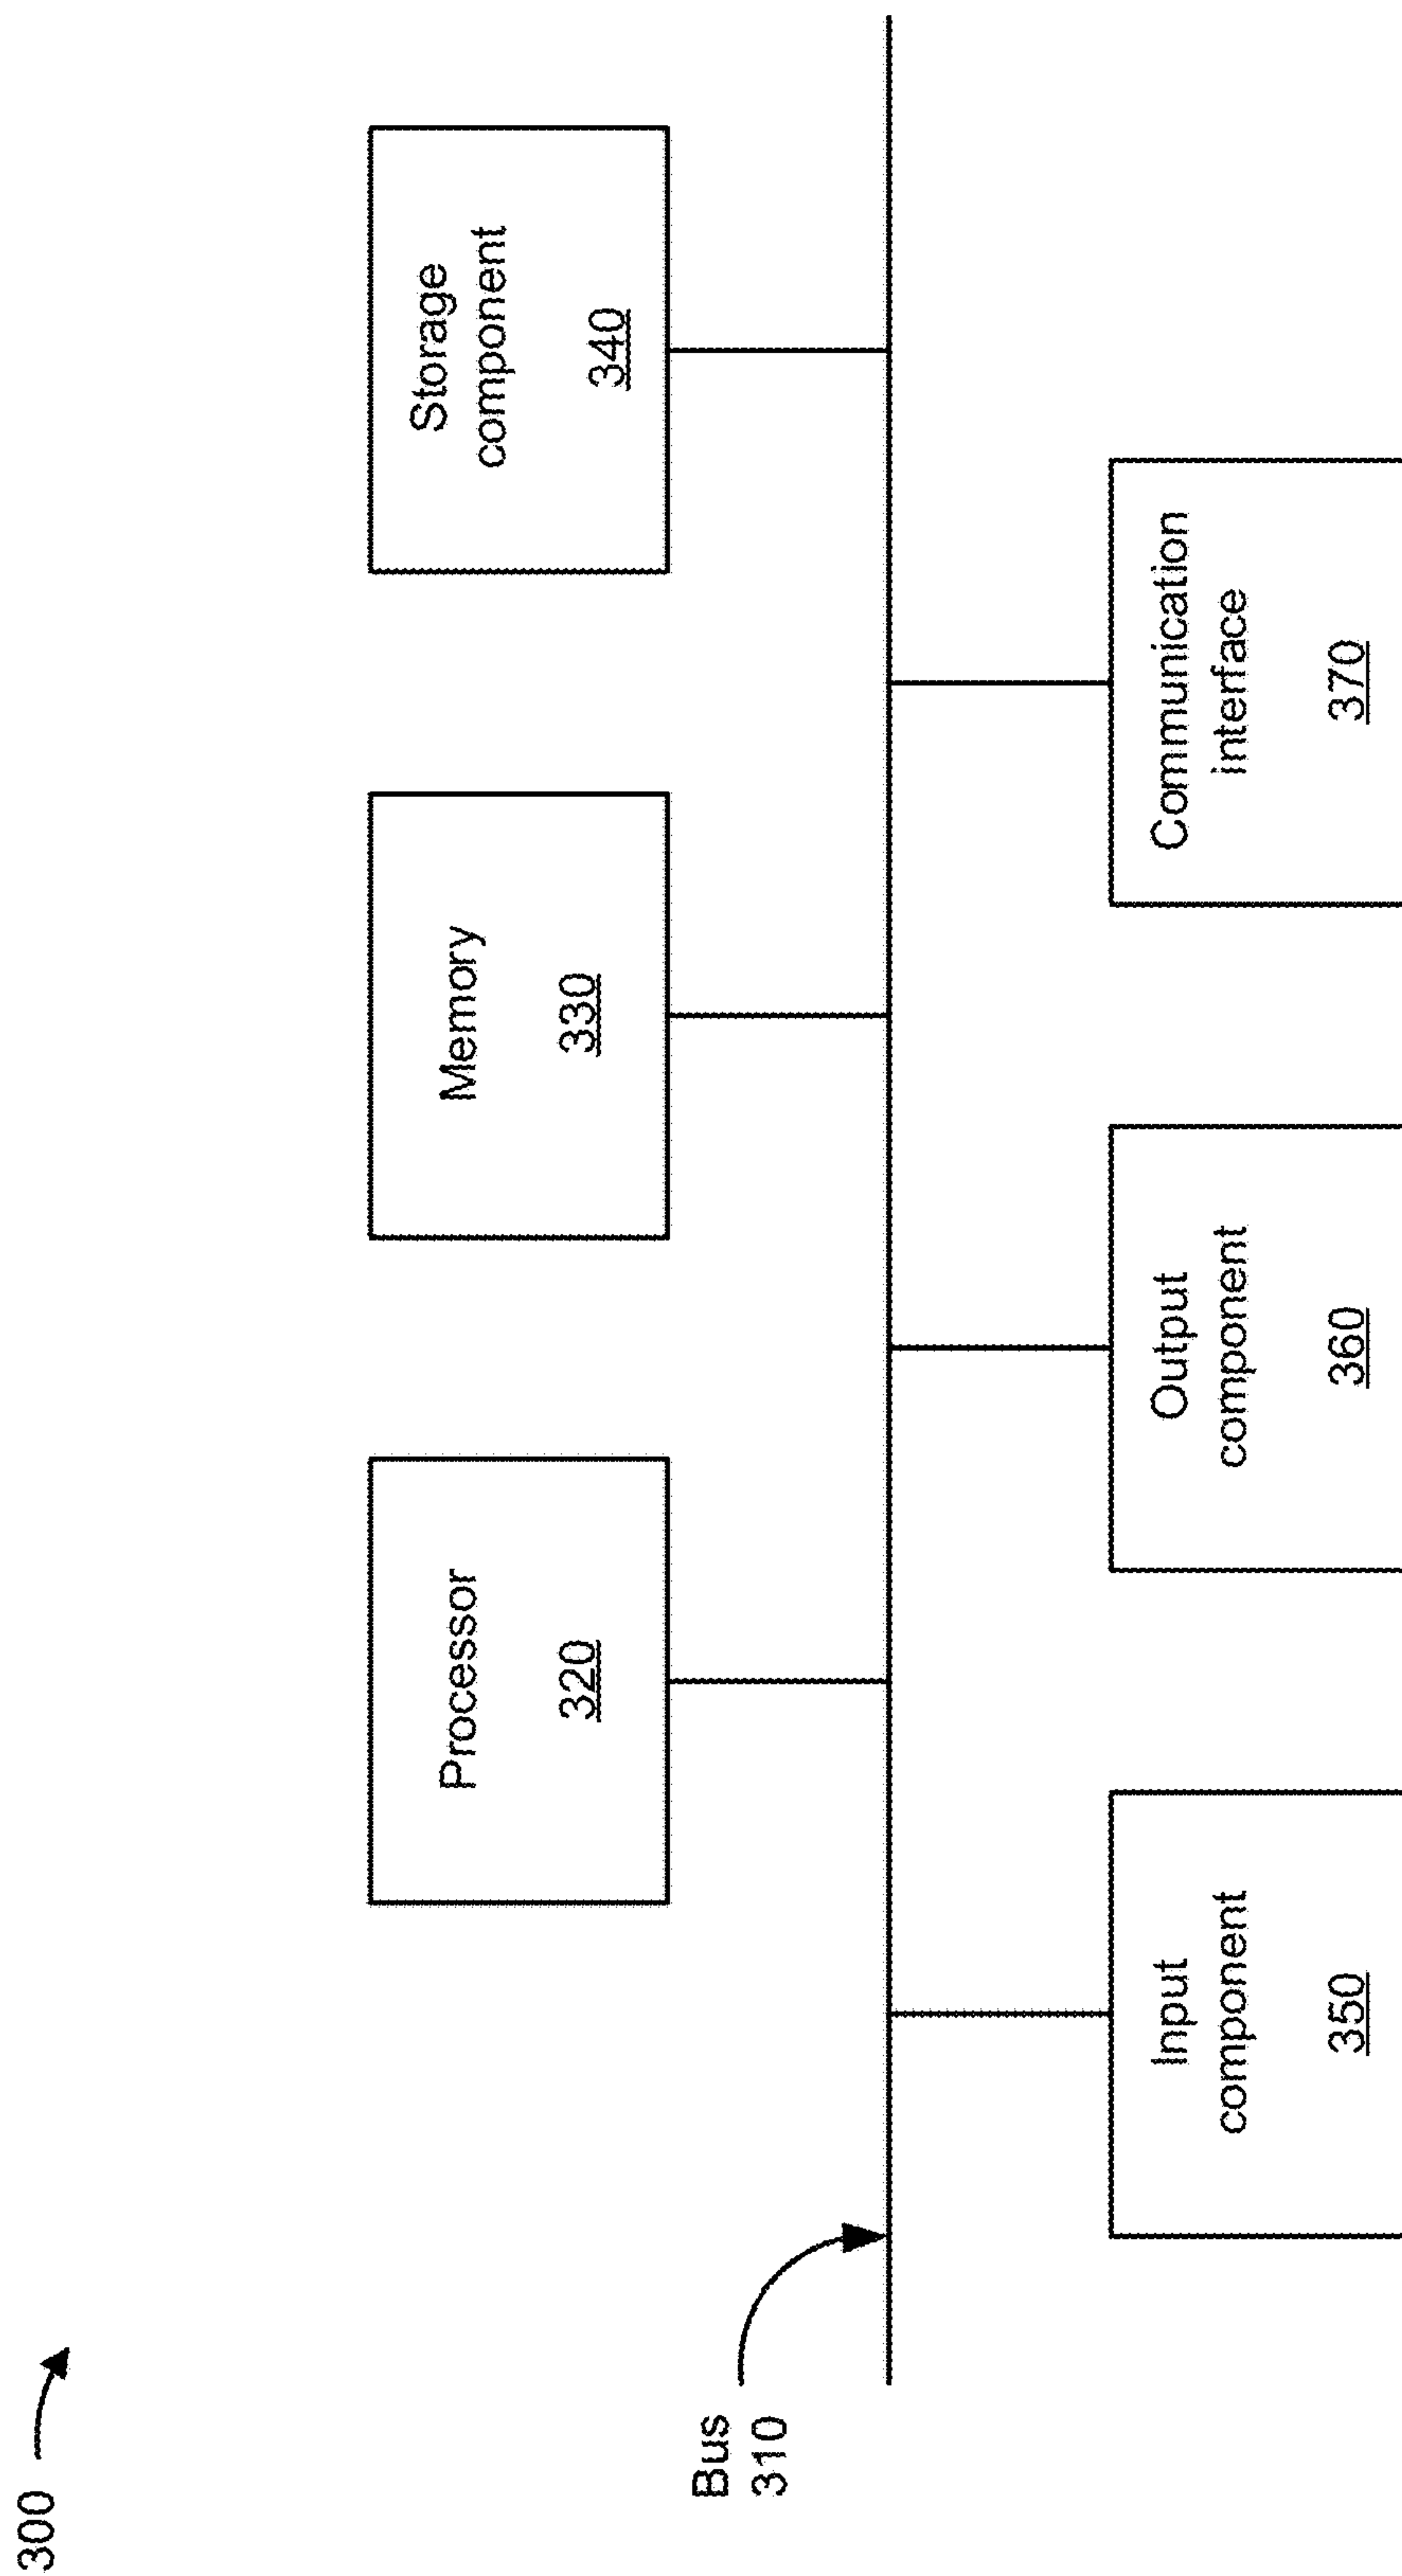 300
Bus
310
Processor
320
Memory
330
Storage
component
340
Input
component
350
Output
component
360
Communication
interface
370